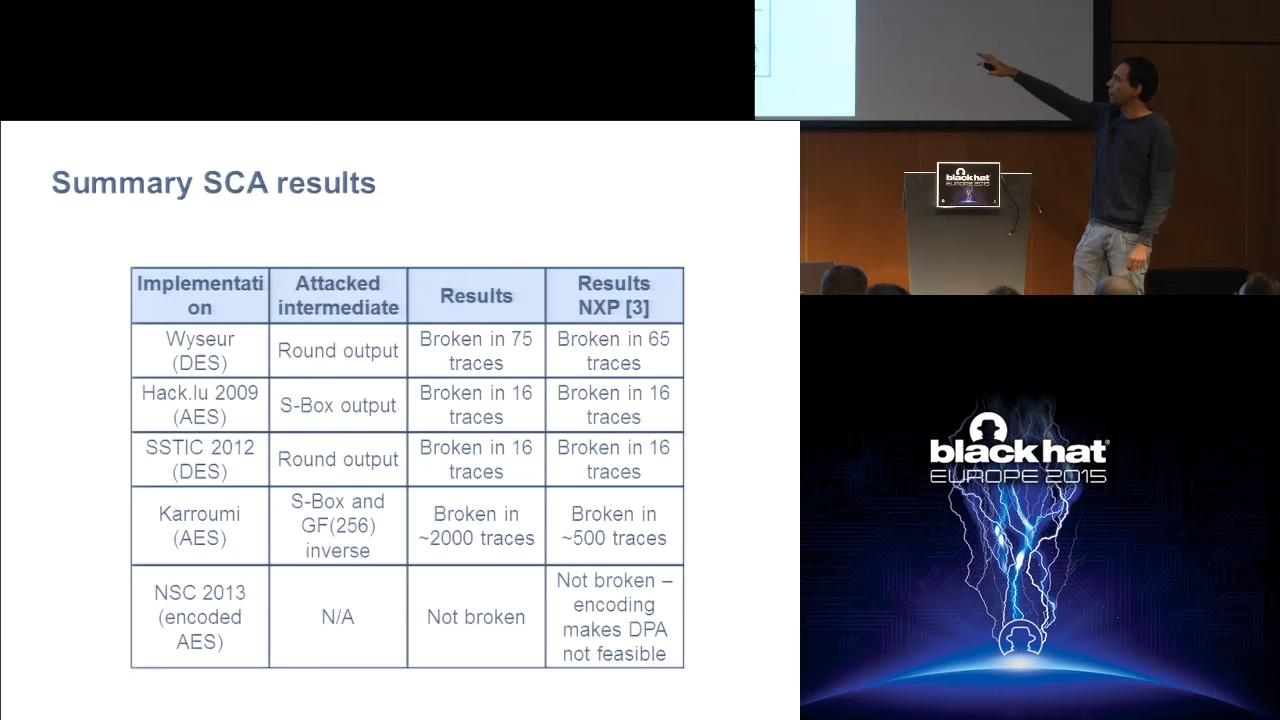 Summary SCA results
Implementati
on
Attacked
intermediate
Results
Results
NXP [3]
Wyseur
(DES)
Round output
Broken in 75
traces
Broken in 65
traces
Hack.lu 2009
(AES)
S-Box output
Broken in 16
traces
Broken in 16
traces
SSTIC 2012
(DES)
Round output
Broken in 16
traces
Broken in 16
traces
Karroumi
(AES)
S-Box and
GF(256)
inverse
Broken in
~2000 traces
Broken in
~500 traces
NSC 2013
(encoded
AES)
N/A
Not broken
Not broken –
encoding
makes DPA
not feasible
black hat
EUROPE 2015
black hat®
EUROPE 2015